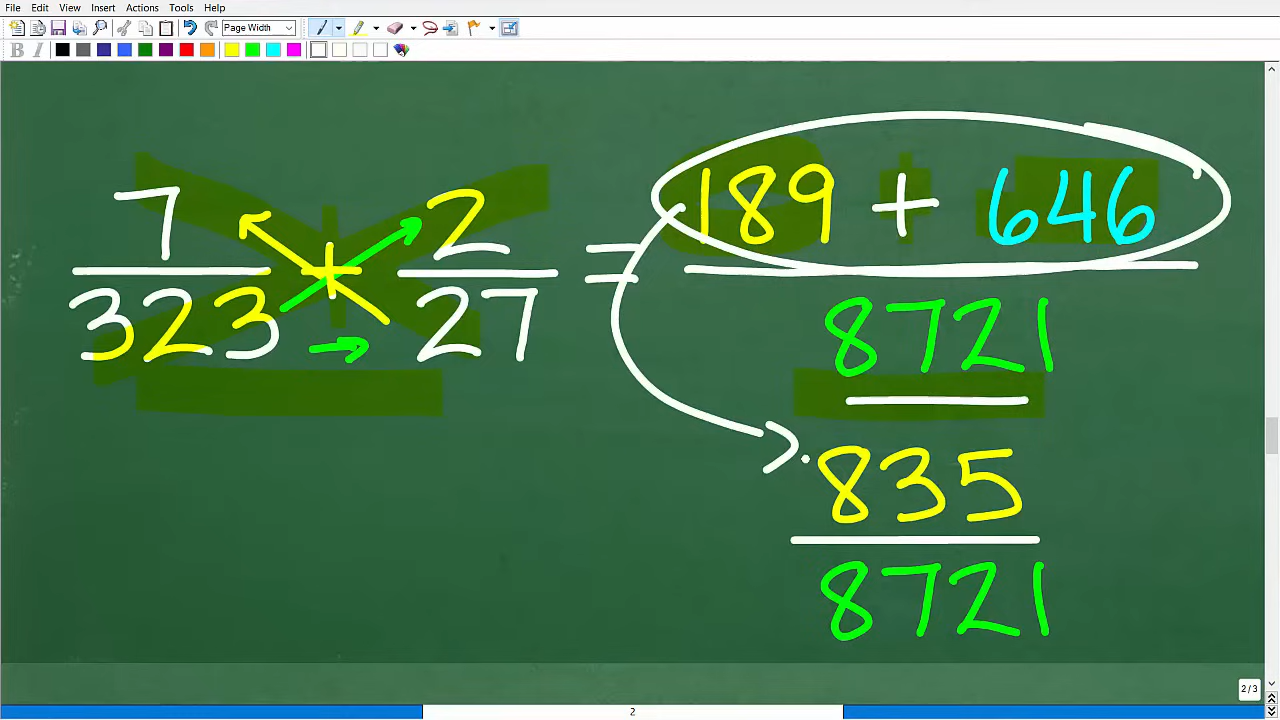 File Edit View Insert Actions Tools Help
Page Width
B I
7/323 + 2/27 = (189 + 646)/8721
835/8721
2/3
2